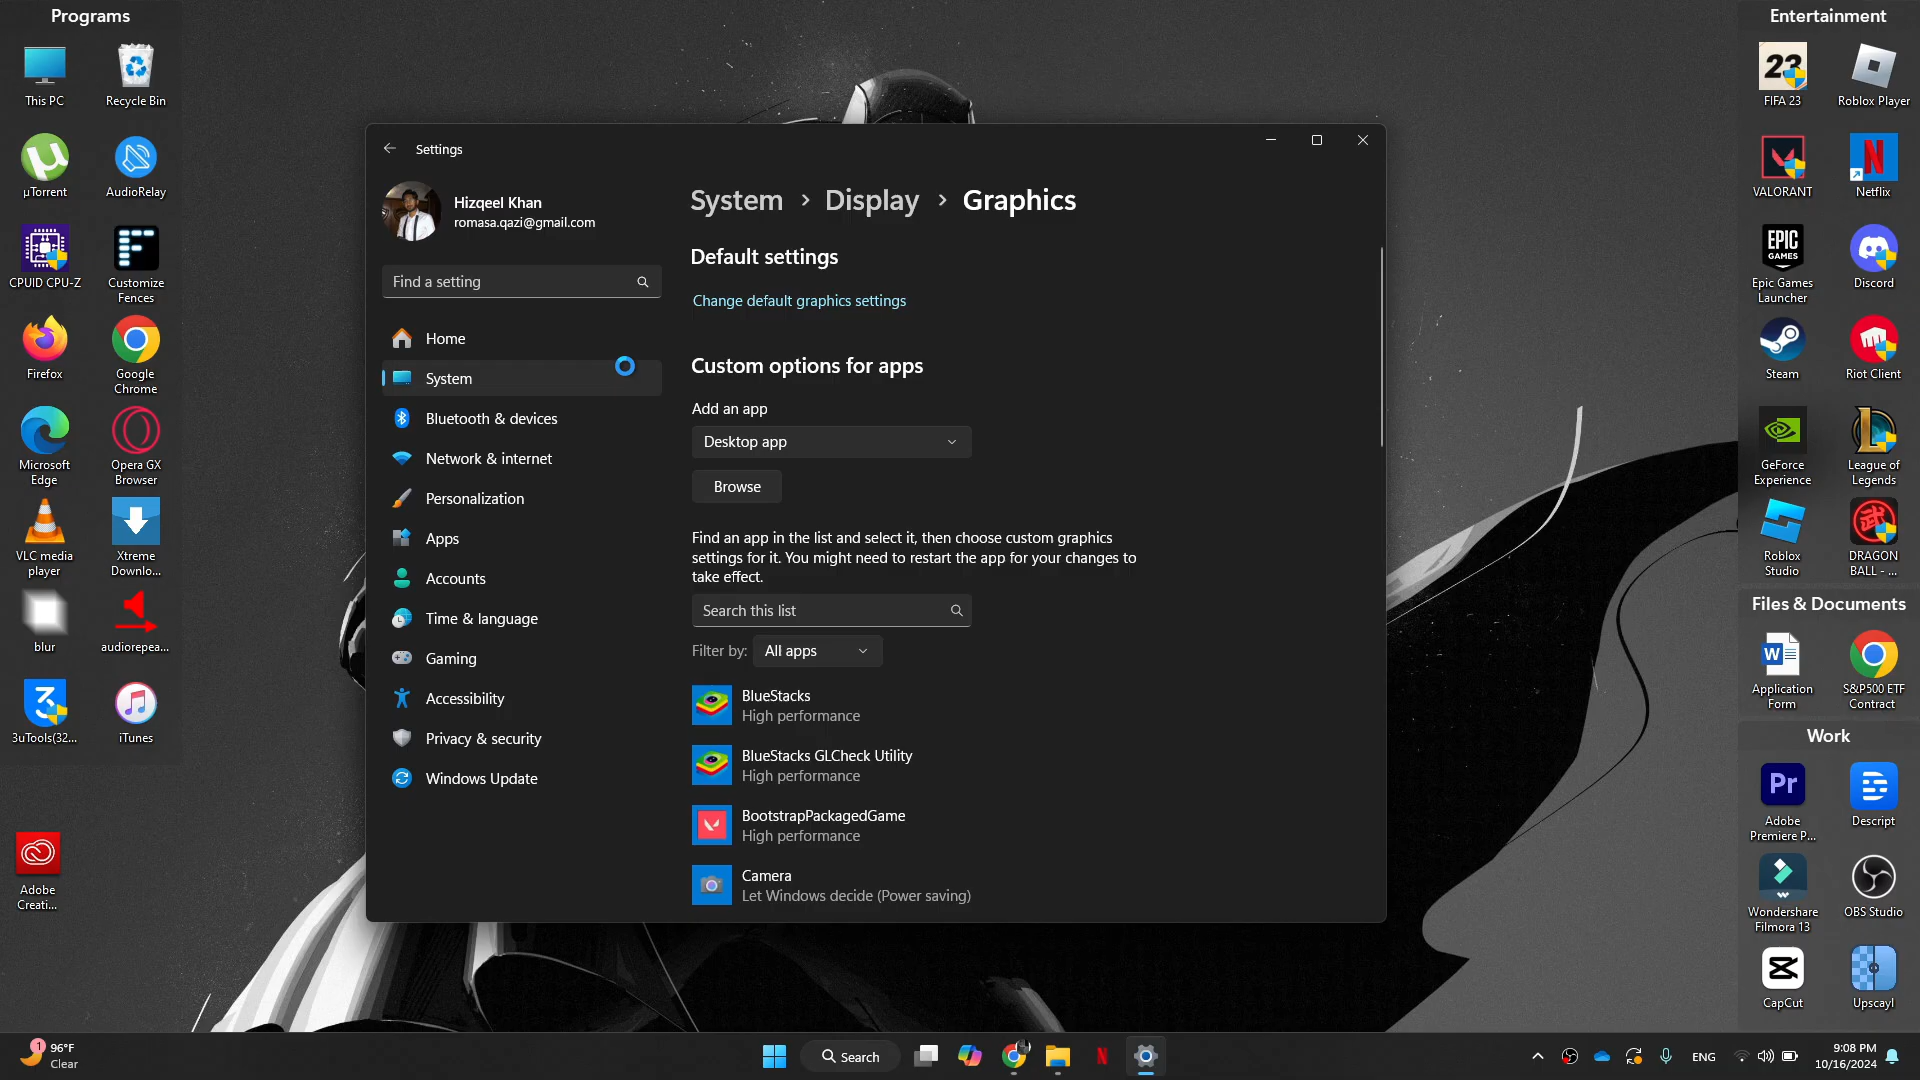 Programs
This PC
Recycle Bin
µTorrent
AudioRelay
CPUID CPU-Z
Customize
Fences
Firefox
Google
Chrome
Microsoft
Edge
Opera GX
Browser
VLC media
player
Xtreme
Downlo...
blur
audiorepea...
3uTools(32...
iTunes
Adobe
Creati...
Settings
Hizqeel Khan
romasa.qazi@gmail.com
Find a setting
Home
System
Bluetooth & devices
Network & internet
Personalization
Apps
Accounts
Time & language
Gaming
Accessibility
Privacy & security
Windows Update
System > Display > Graphics
Default settings
Change default graphics settings
Custom options for apps
Add an app
Desktop app
Browse
Find an app in the list and select it, then choose custom graphics
settings for it. You might need to restart the app for your changes to
take effect.
Search this list
Filter by: All apps
BlueStacks
High performance
BlueStacks GLCheck Utility
High performance
BootstrapPackagedGame
High performance
Camera
Let Windows decide (Power saving)
Entertainment
23
FIFA 23
Roblox Player
VALORANT
Netflix
EPIC
GAMES
Epic Games
Launcher
Discord
Steam
Riot Client
GeForce
Experience
League of
Legends
Roblox
Studio
武
DRAGON
BALL - ...
Files & Documents
Application
Form
S&P500 ETF
Contract
Work
Pr
Adobe
Premiere P...
Descript
Wondershare
Filmora 13
OBS Studio
CapCut
Upscayl
1
96°F
Clear
Search
ENG
9:08 PM
10/16/2024